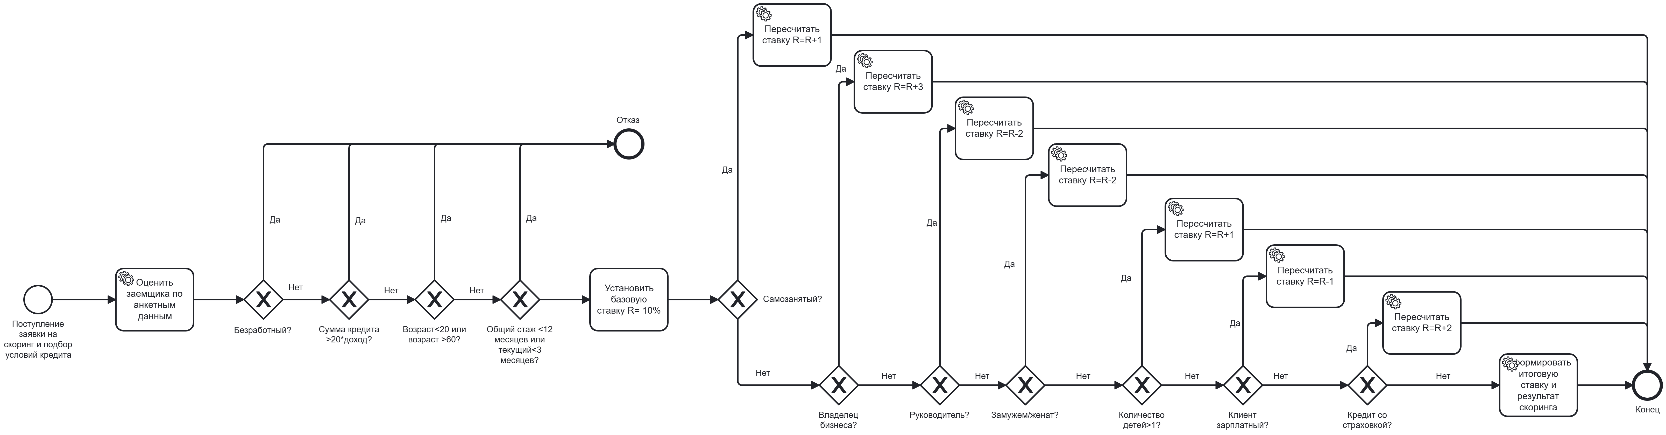 Поступление
заявки на
скоринг и подбор
условий кредита
Оценить
заемщика по
анкетным
данным
Безработный?
Да
Нет
Сумма кредита
>20*доход?
Да
Нет
Возраст<20 или
возраст >60?
Да
Нет
Общий стаж <12
месяцев или
текущий<3
месяцев?
Да
Отказ
Установить
базовую
ставку R= 10%
Самозанятый?
Да
Пересчитать
ставку R=R+1
Нет
Владелец
бизнеса?
Да
Пересчитать
ставку R=R+3
Нет
Руководитель?
Да
Пересчитать
ставку R=R-2
Нет
Замужем/женат?
Да
Пересчитать
ставку R=R-2
Нет
Количество
детей>1?
Да
Пересчитать
ставку R=R+1
Нет
Клиент
зарплатный?
Да
Пересчитать
ставку R=R-1
Нет
Кредит со
страховкой?
Да
Пересчитать
ставку R=R+2
Нет
формировать
итоговую
ставку и
результат
скоринга
Конец